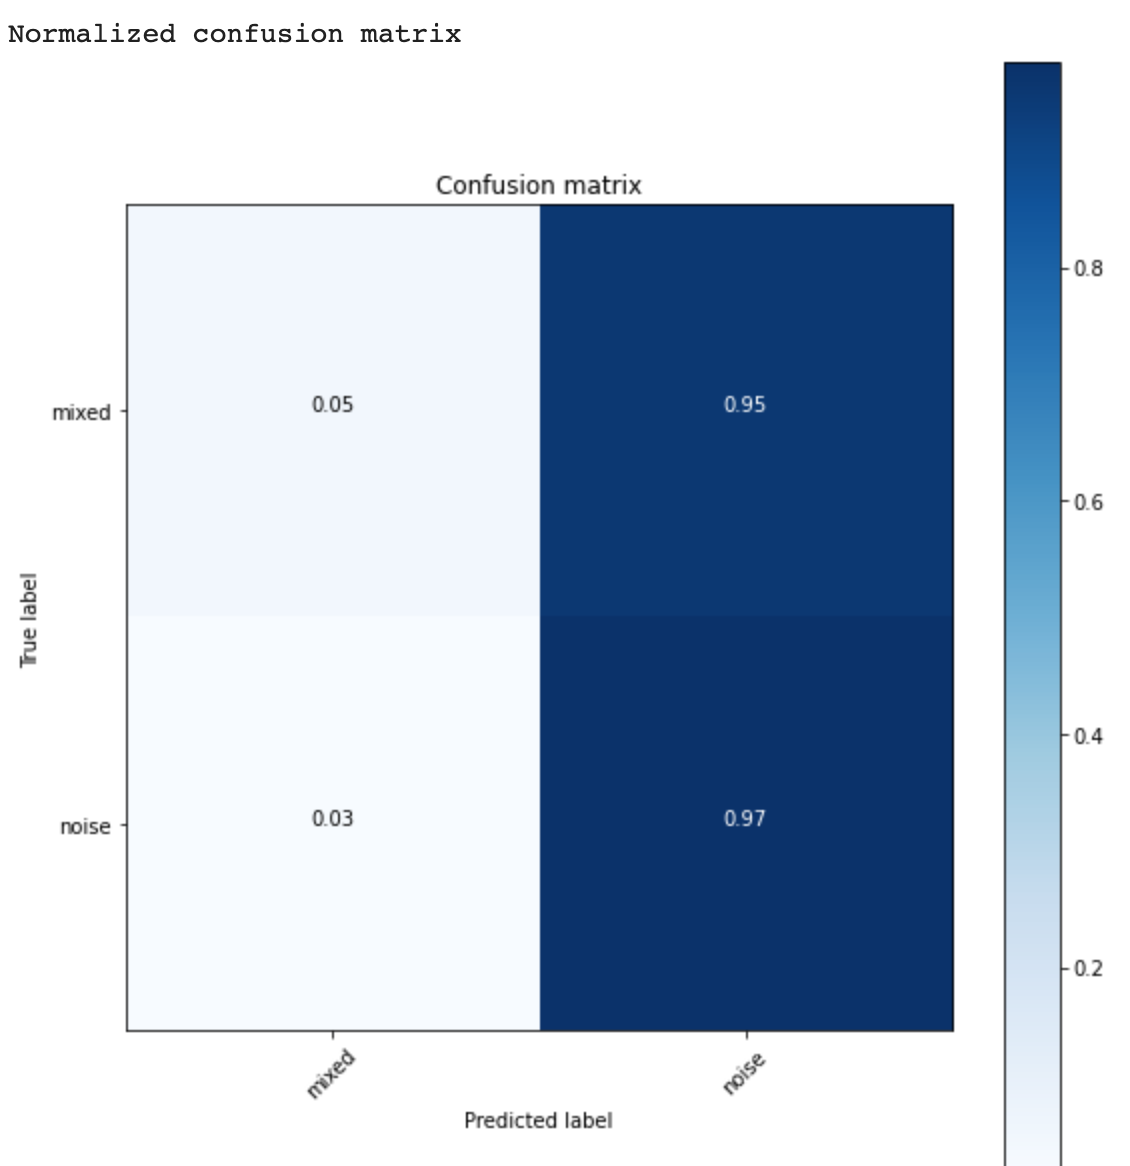 Normalized confusion matrix
Confusion matrix
0.8
mixed
0.05
0.95
0.6
True label
0.4
noise
0.03
0.97
0.2
mixed
noise
Predicted label